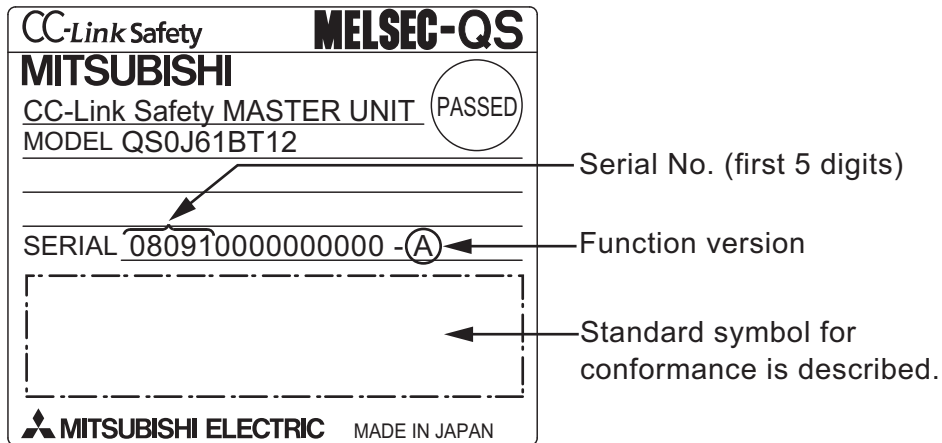 CC-Link Safety MELSEC-QS
MITSUBISHI
CC-Link Safety MASTER UNIT
PASSED
MODEL QS0J61BT12
Serial No. (first 5 digits)
SERIAL 080910000000000 -A
Function version
Standard symbol for
conformance is described.
MITSUBISHI ELECTRIC MADE IN JAPAN